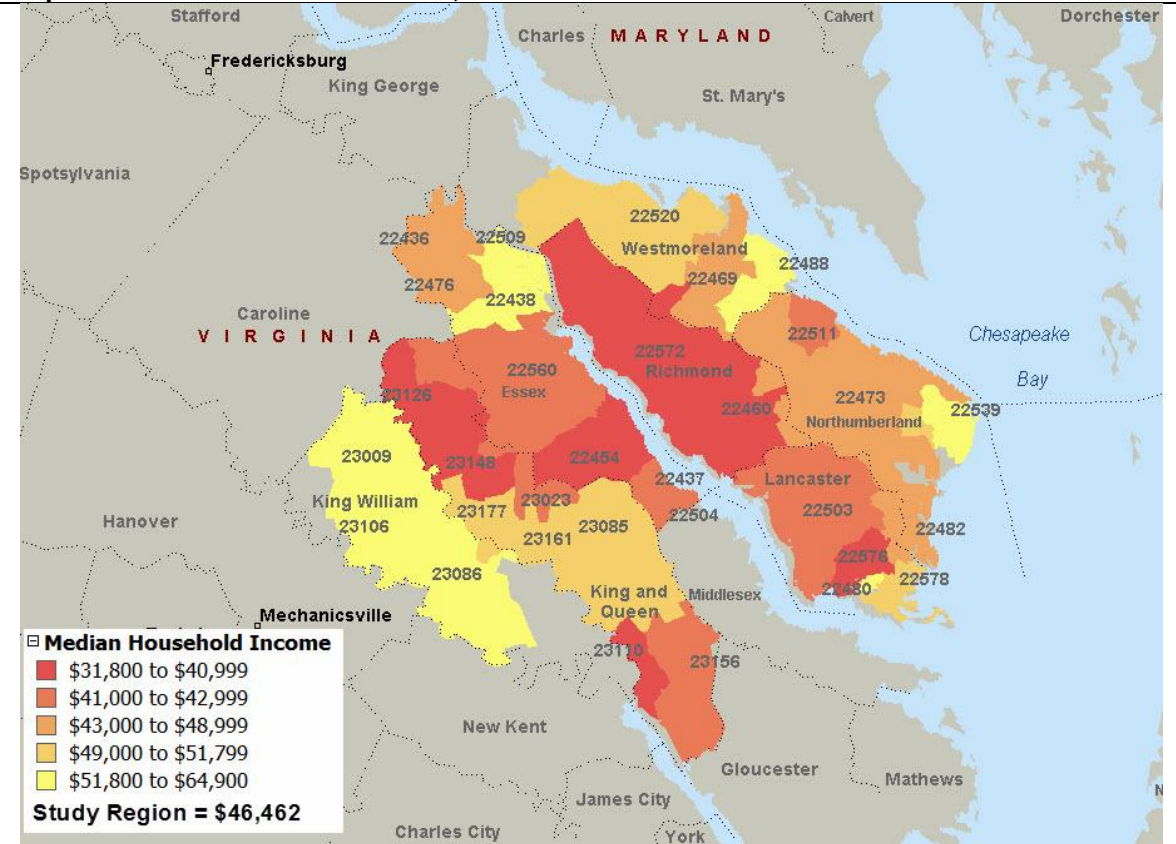 Stafford
Calvert
Dorchester
Charles
MARYLAND
Fredericksburg
King George
St. Mary's
Spotsylvania
22520
22436
22509
Westmoreland
22488
22469
22476
22438
Caroline
VIRGINIA
22511
Chesapeake
Bay
22572
Richmond
22560
Essex
23126
22460
22473
22539
Northumberland
23009
23148
22454
22437
Lancaster
King William
23023
22503
23177
22504
Hanover
23106
23161
23085
22482
22576
23086
22578
22480
King and
Queen
Middlesex
Mechanicsville
23110
23156
Median Household Income
$31,800 to $40,999
$41,000 to $42,999
$43,000 to $48,999
$49,000 to $51,799
$51,800 to $64,900
Study Region = $46,462
New Kent
Gloucester
Mathews
James City
Charles City
York
N